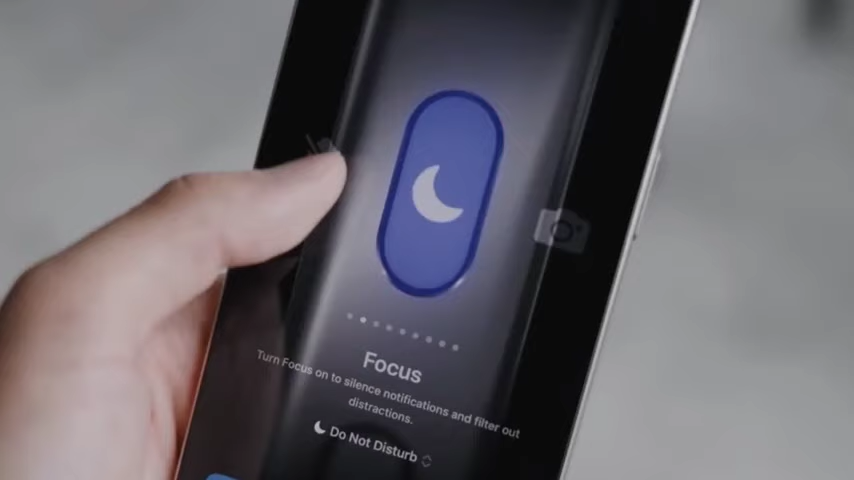 Focus
Turn Focus on to silence notifications and filter out
distractions.
Do Not Disturb